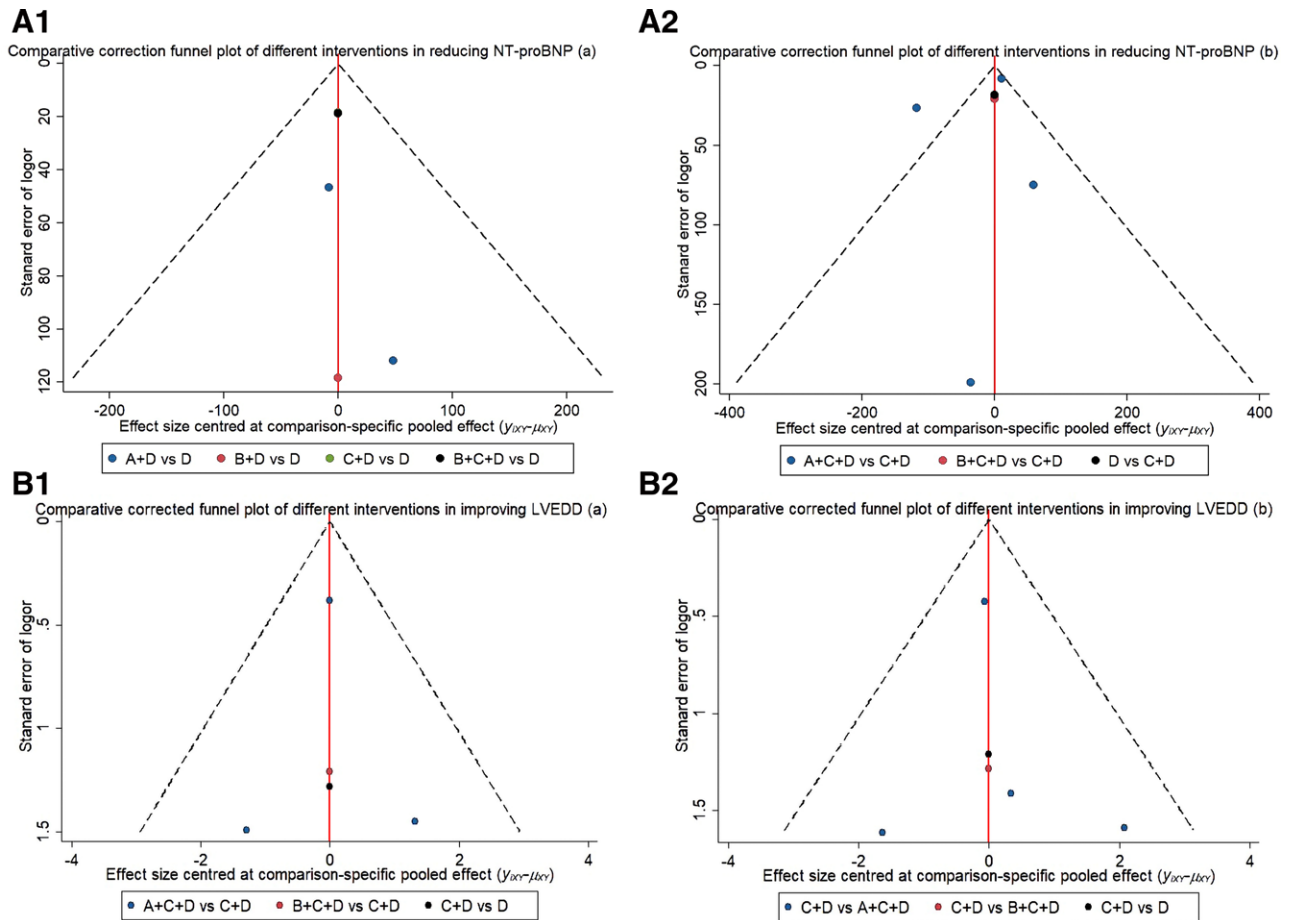 A1
Comparative correction funnel plot of different interventions in reducing NT-proBNP (a)
Stanard error of logor
0
20
40
60
80
100
120
-200
-100
0
100
200
Effect size centred at comparison-specific pooled effect (yiXY-μXY)
A+D vs D
B+D vs D
C+D vs D
B+C+D vs D
A2
Comparative correction funnel plot of different interventions in reducing NT-proBNP (b)
Stanard error of logor
0
50
100
150
200
-400
-200
0
200
400
Effect size centred at comparison-specific pooled effect (yiXY-μXY)
A+C+D vs C+D
B+C+D vs C+D
D vs C+D
B1
Comparative corrected funnel plot of different interventions in improving LVEDD (a)
Stanard error of logor
0
.5
1
1.5
-4
-2
0
2
4
Effect size centred at comparison-specific pooled effect (yiXY-μXY)
A+C+D vs C+D
B+C+D vs C+D
C+D vs D
B2
Comparative corrected funnel plot of different interventions in improving LVEDD (b)
Stanard error of logor
0
.5
1
1.5
-4
-2
0
2
4
Effect size centred at comparison-specific pooled effect (yiXY-μXY)
C+D vs A+C+D
C+D vs B+C+D
C+D vs D